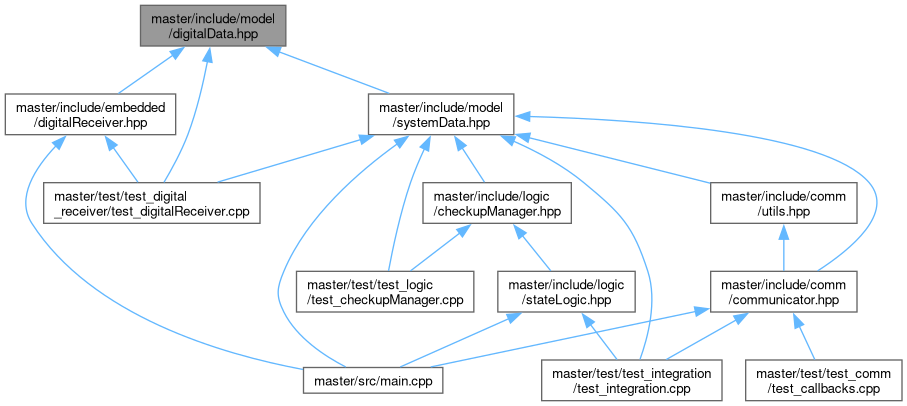 master/include/model
/digitalData.hpp
master/include/embedded
/digitalReceiver.hpp
master/include/model
/systemData.hpp
master/test/test_digital
_receiver/test_digitalReceiver.cpp
master/include/logic
/checkupManager.hpp
master/include/comm
/utils.hpp
master/test/test_logic
/test_checkupManager.cpp
master/include/logic
/stateLogic.hpp
master/include/comm
/communicator.hpp
master/src/main.cpp
master/test/test_integration
/test_integration.cpp
master/test/test_comm
/test_callbacks.cpp